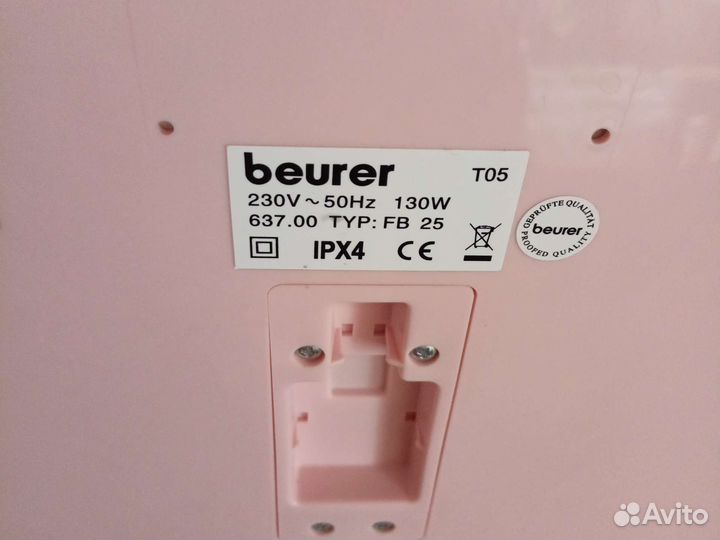 beurer T05
230V ~ 50Hz 130W
637.00 TYP: FB 25
IPX4 CE
GEPRÜFTE QUALITÄT
beurer
PROOFED QUALITY
Avito